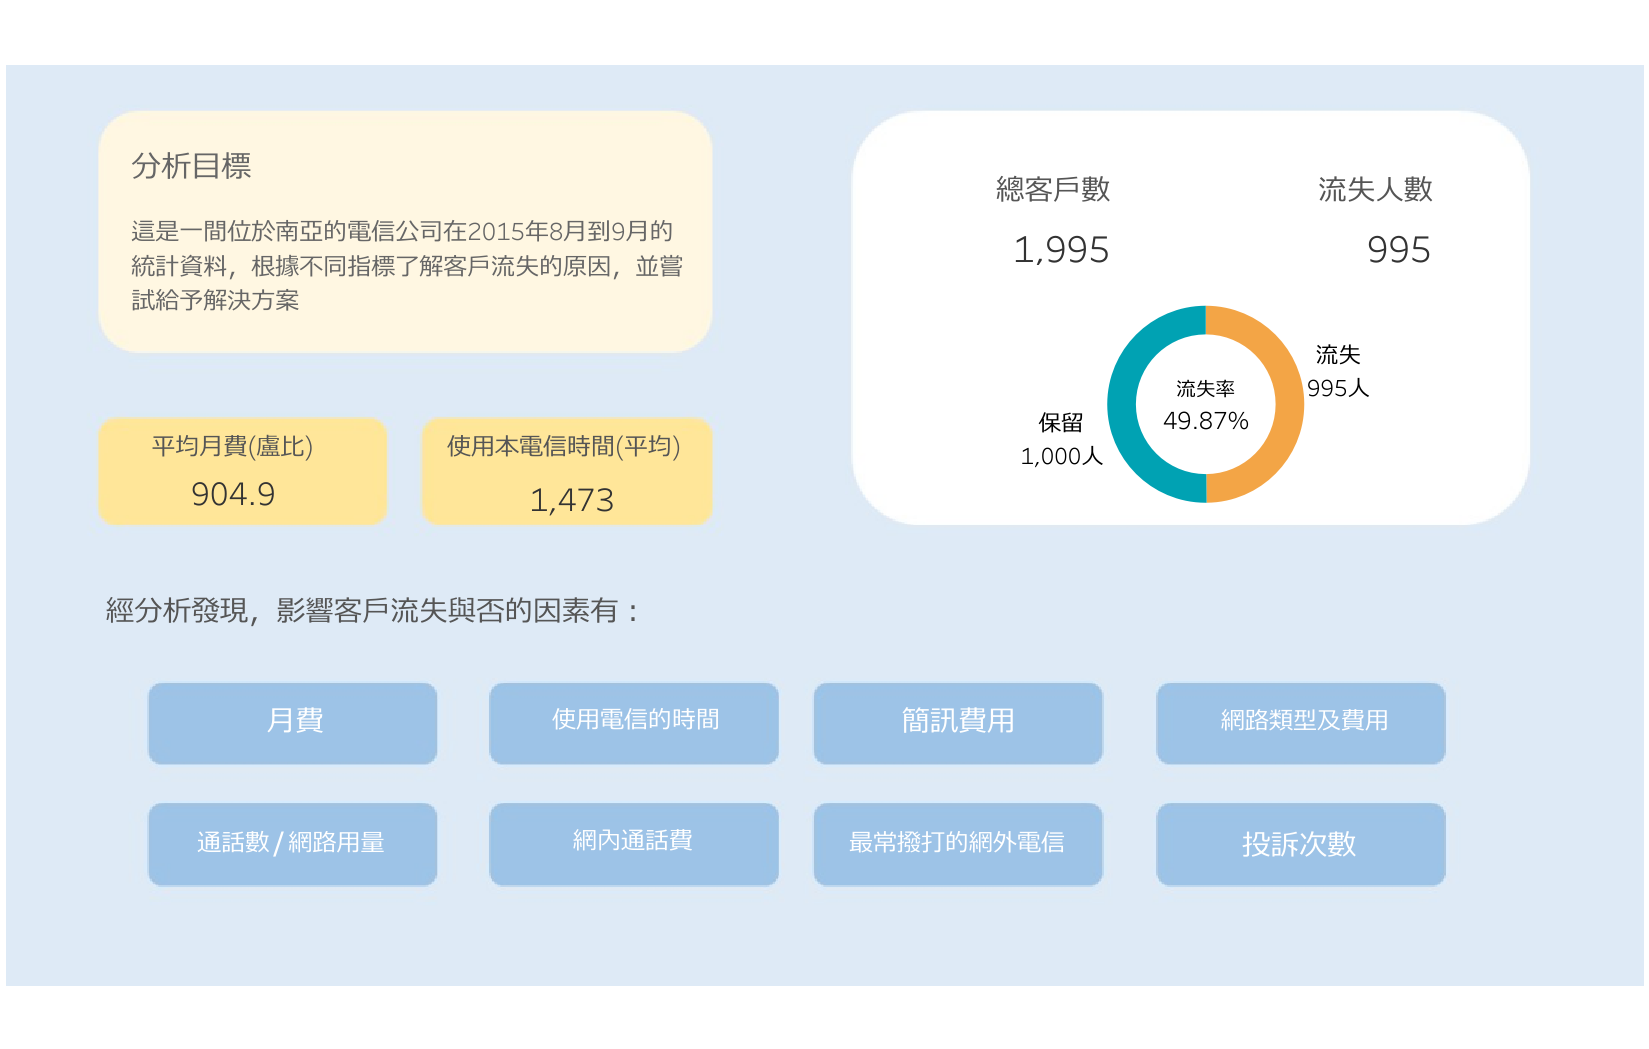 分析目標
這是一間位於南亞的電信公司在2015年8月到9月的
統計資料，根據不同指標了解客戶流失的原因，並嘗
試給予解決方案
總客戶數
流失人數
1,995
995
流失
995人
流失率
49.87%
保留
1,000人
平均月費(盧比)
904.9
使用本電信時間(平均)
1,473
經分析發現，影響客戶流失與否的因素有：
月費
使用電信的時間
簡訊費用
網路類型及費用
通話數/網路用量
網內通話費
最常撥打的網外電信
投訴次數